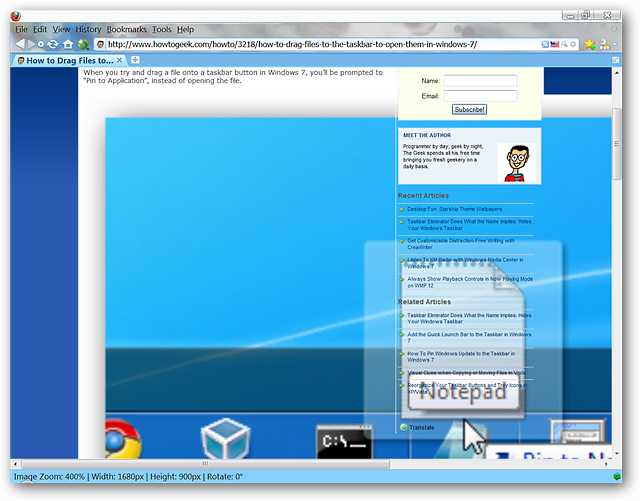 File Edit View History Bookmarks Tools Help
http://www.howtogeek.com/howto/3218/how-to-drag-files-to-the-taskbar-to-open-them-in-windows-7/
How to Drag Files to...
When you try and drag a file onto a taskbar button in Windows 7, you'll be prompted to
"Pin to Application", instead of opening the file.
Name:
Email:
Subscribe!
MEET THE AUTHOR
Programmer by day, geek by night,
The Geek spends all his free time
bringing you fresh geekery on a
daily basis.
Recent Articles
Desktop Fun: Starship Theme Wallpapers
Taskbar Eliminator Does What the Name Implies: Hides
Your Windows Taskbar
Get Customizable Distraction-Free Writing with
CreaWriter
Listen To XM Radio with Windows Media Center in
Windows 7
Always Show Playback Controls in Now Playing Mode
on WMP 12
Related Articles
Taskbar Eliminator Does What the Name Implies: Hides
Your Windows Taskbar
Add the Quick Launch Bar to the Taskbar in Windows
7
How To Pin Windows Update to the Taskbar in
Windows 7
Visual Clues when Copying or Moving Files in Vista
Reorganize Your Taskbar Buttons and Tray Icons in
XP/Vista
Notepad
Translate
C:\
Pin to No
Image Zoom: 400% | Width: 1680px | Height: 900px | Rotate: 0°